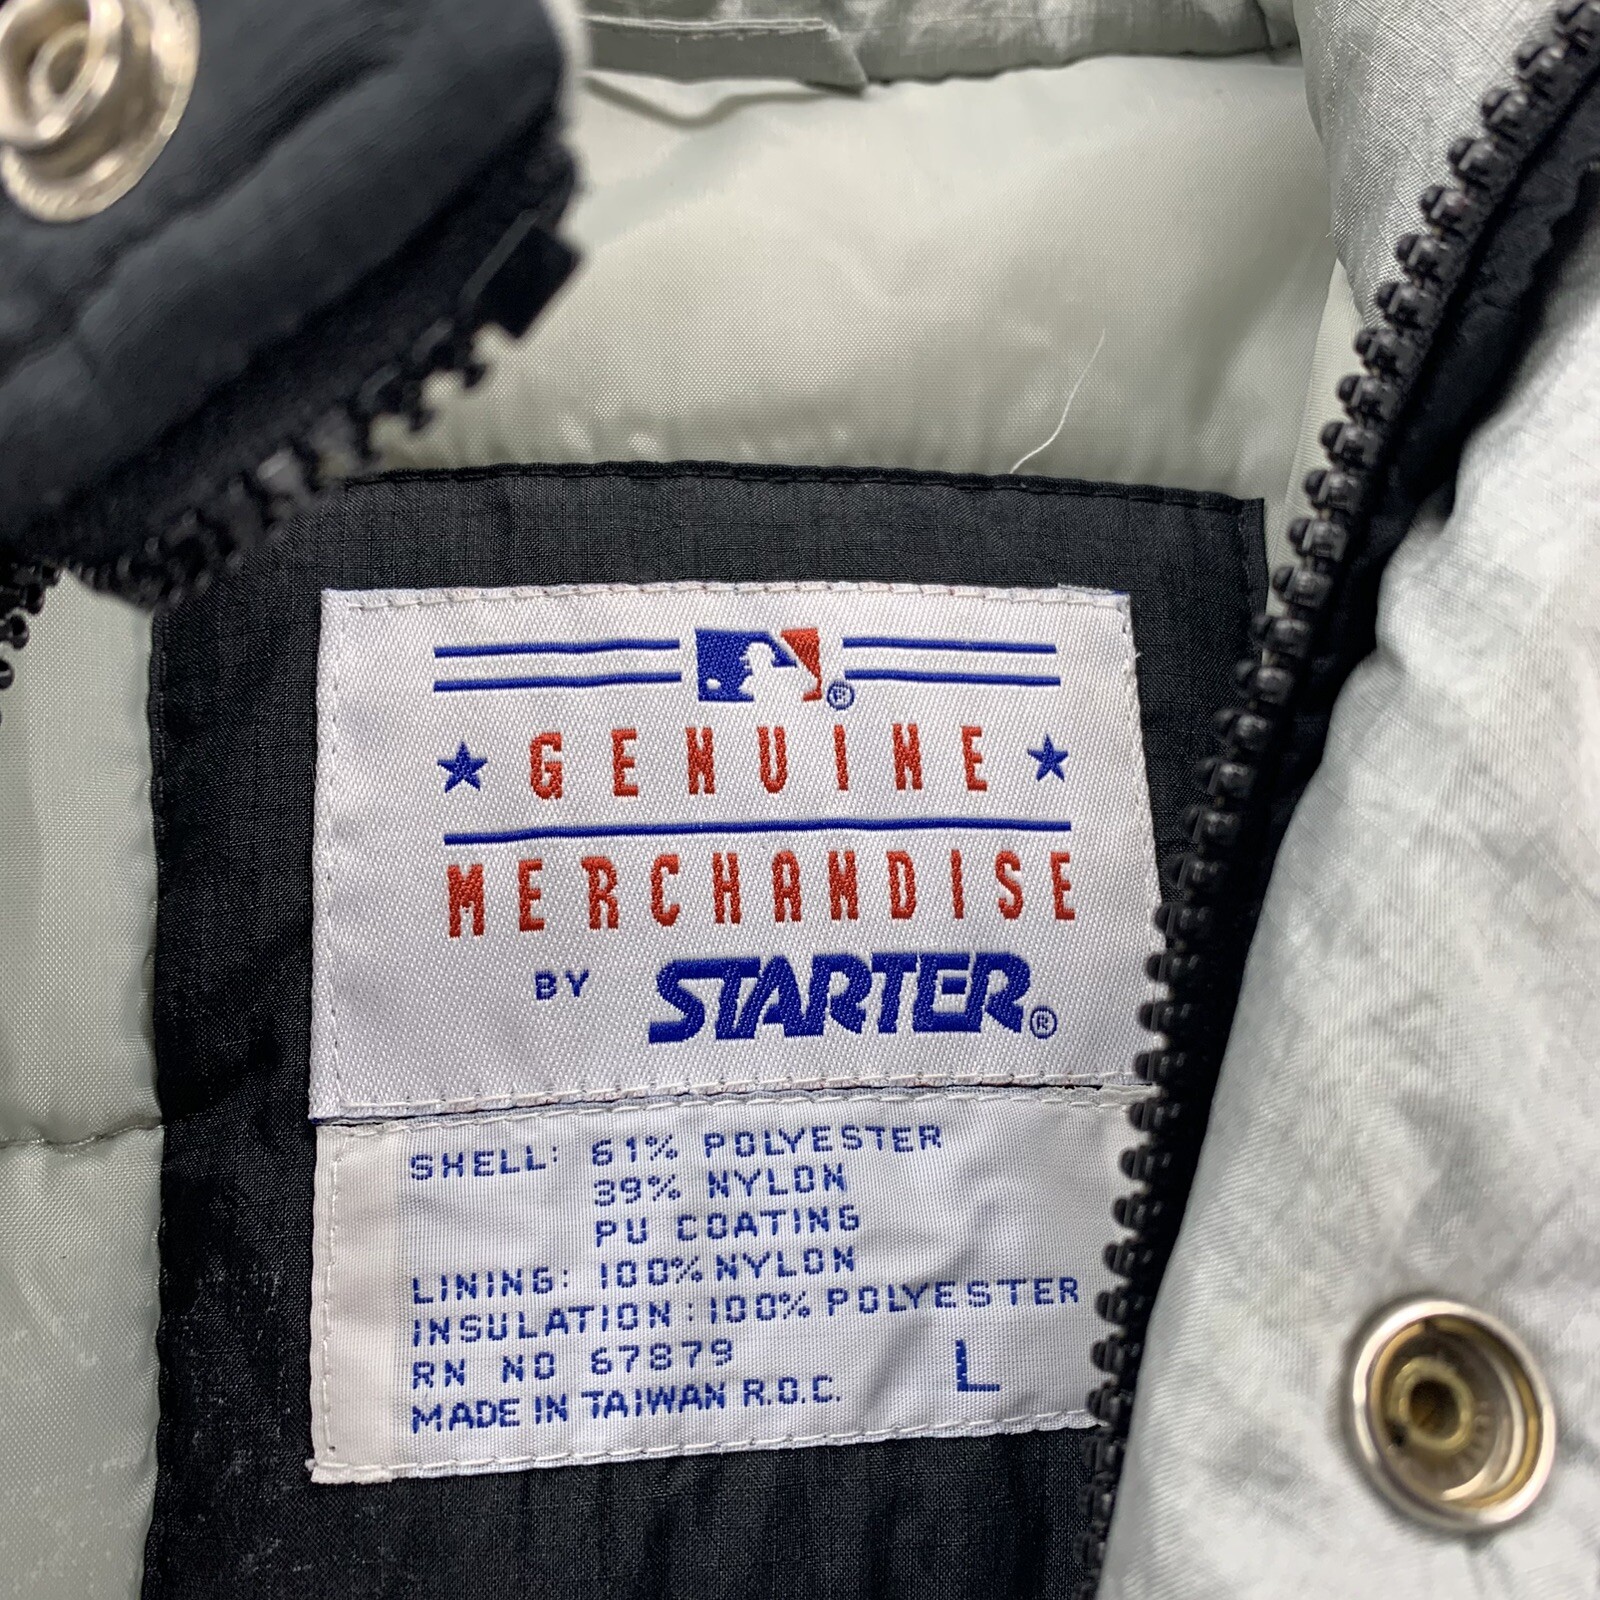 ®
★ GENUINE ★
MERCHANDISE
BY STARTER®
SHELL: 61% POLYESTER
39% NYLON
PU COATING
LINING: 100% NYLON
INSULATION: 100% POLYESTER
RN NO 67879
MADE IN TAIWAN R.O.C. L